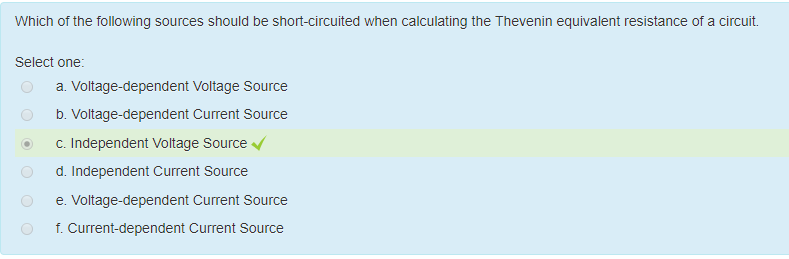 Which of the following sources should be short-circuited when calculating the Thevenin equivalent resistance of a circuit.
Select one:
a. Voltage-dependent Voltage Source
b. Voltage-dependent Current Source
c. Independent Voltage Source
d. Independent Current Source
e. Voltage-dependent Current Source
f. Current-dependent Current Source